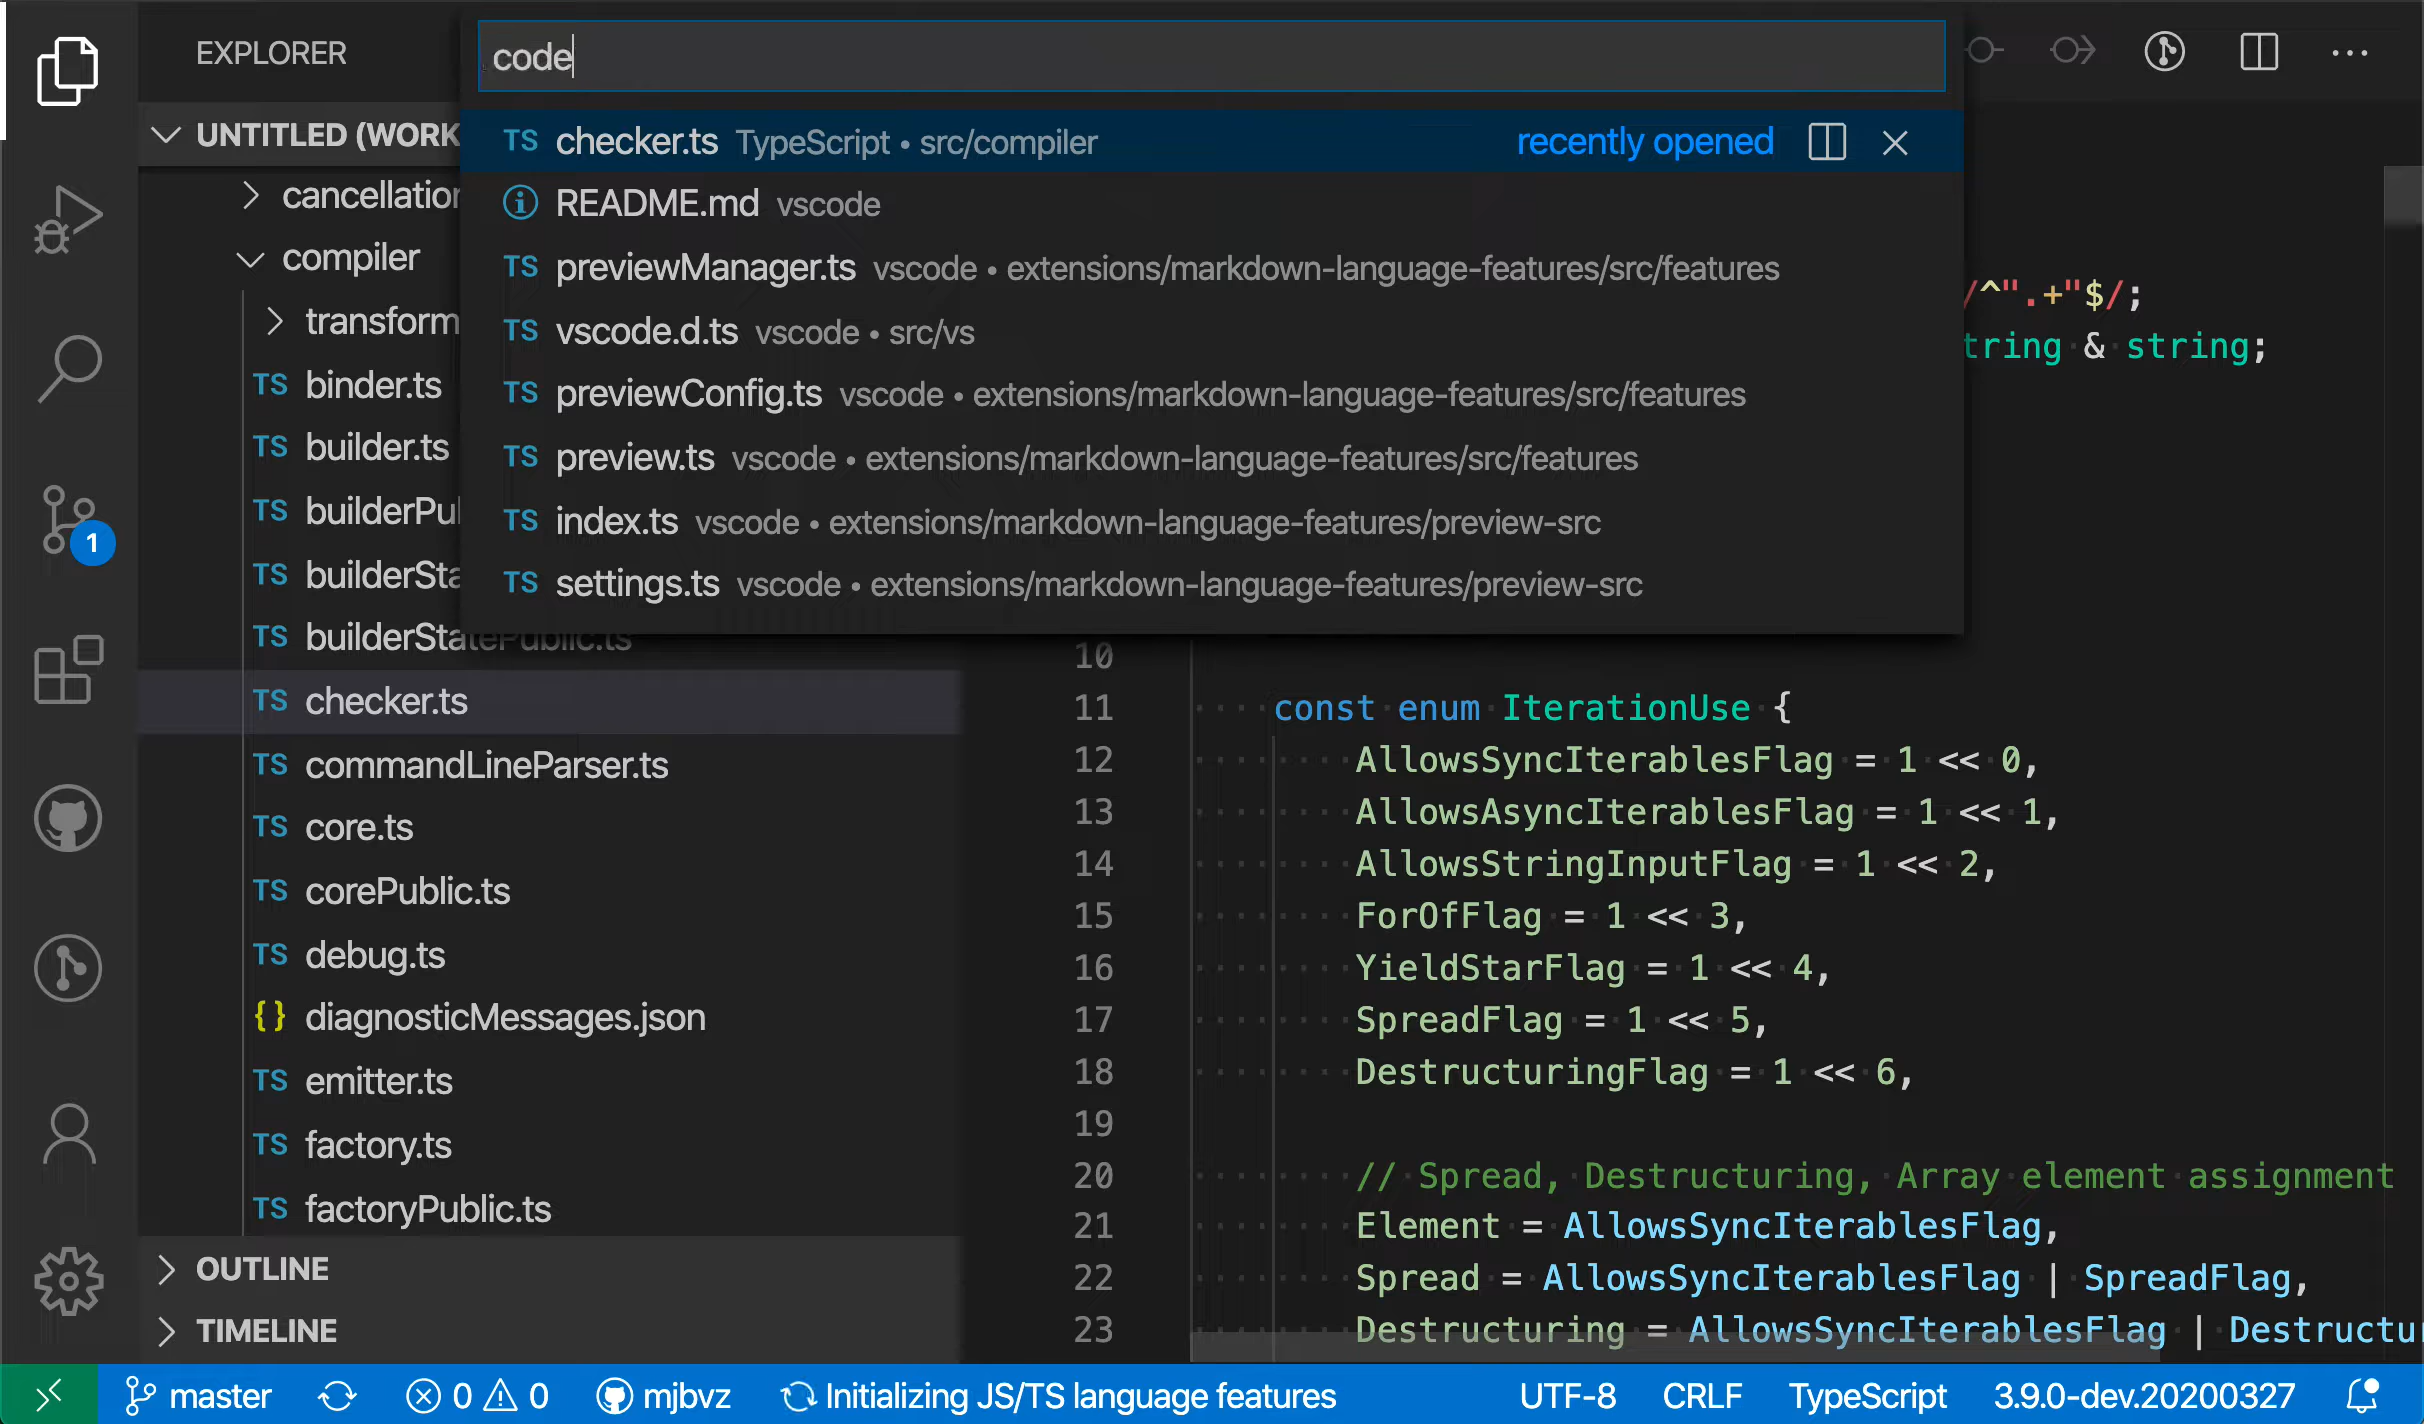 EXPLORER
UNTITLED (WORK
cancellation
compiler
transform
TS binder.ts
TS builder.ts
TS builderPu
TS builderSta
TS builderStatePublic.ts
TS checker.ts
TS commandLineParser.ts
TS core.ts
TS corePublic.ts
TS debug.ts
{} diagnosticMessages.json
TS emitter.ts
TS factory.ts
TS factoryPublic.ts
OUTLINE
TIMELINE
1
code
TS checker.ts TypeScript • src/compiler recently opened
README.md vscode
TS previewManager.ts vscode • extensions/markdown-language-features/src/features
TS vscode.d.ts vscode • src/vs
TS previewConfig.ts vscode • extensions/markdown-language-features/src/features
TS preview.ts vscode • extensions/markdown-language-features/src/features
TS index.ts vscode • extensions/markdown-language-features/preview-src
TS settings.ts vscode • extensions/markdown-language-features/preview-src
/^".+"$/;
tring & string;
10
11 const enum IterationUse {
12 AllowsSyncIterablesFlag = 1 << 0,
13 AllowsAsyncIterablesFlag = 1 << 1,
14 AllowsStringInputFlag = 1 << 2,
15 ForOfFlag = 1 << 3,
16 YieldStarFlag = 1 << 4,
17 SpreadFlag = 1 << 5,
18 DestructuringFlag = 1 << 6,
19
20 // Spread, Destructuring, Array element assignment
21 Element = AllowsSyncIterablesFlag,
22 Spread = AllowsSyncIterablesFlag | SpreadFlag,
23 Destructuring = AllowsSyncIterablesFlag | Destructu
master 0 0 mjbvz Initializing JS/TS language features UTF-8 CRLF TypeScript 3.9.0-dev.20200327